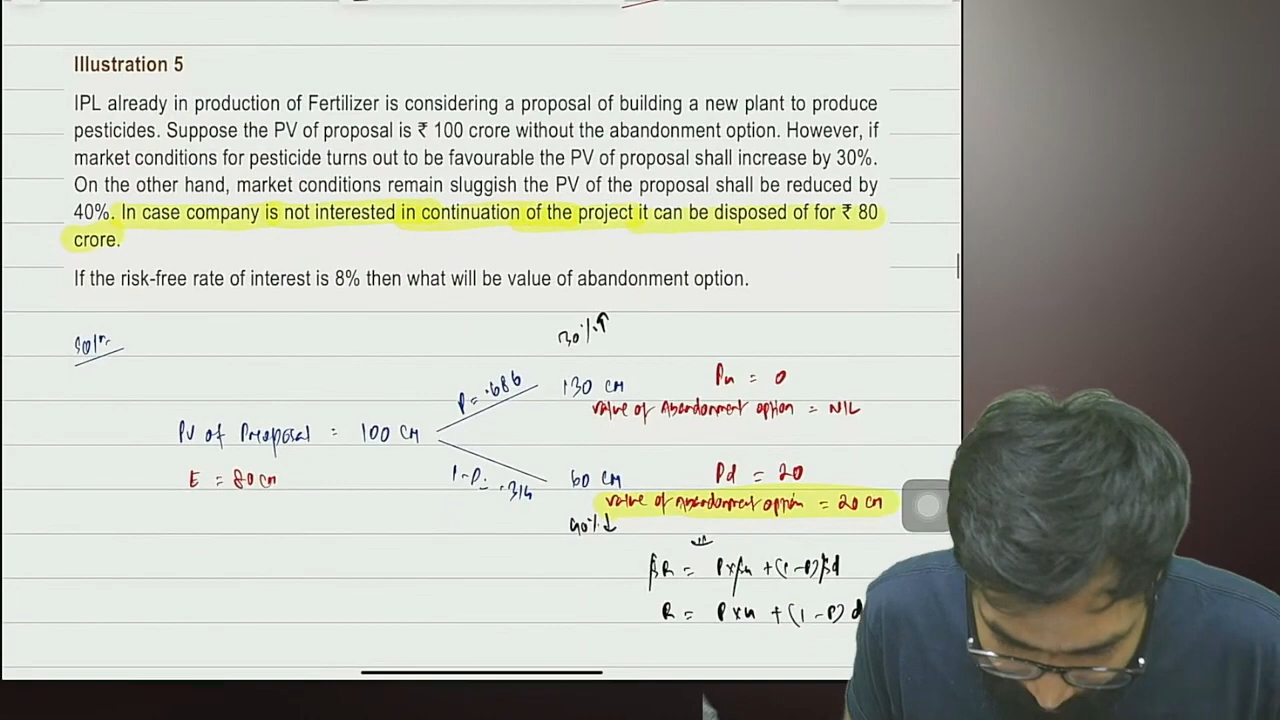 Illustration 5
IPL already in production of Fertilizer is considering a proposal of building a new plant to produce
pesticides. Suppose the PV of proposal is ₹ 100 crore without the abandonment option. However, if
market conditions for pesticide turns out to be favourable the PV of proposal shall increase by 30%.
On the other hand, market conditions remain sluggish the PV of the proposal shall be reduced by
40%. In case company is not interested in continuation of the project it can be disposed of for ₹ 80
crore.
If the risk-free rate of interest is 8% then what will be value of abandonment option.
Soln.
30%↑
P = .686
130 CM
Pu = 0
value of Abandonment option = NIL
PV of Proposal = 100 CM
E = 80 CM
1-P = .314
60 CM
Pd = 20
value of Abandonment option = 20 CM
40%↓
R = P×u + (1-P)d
R = P×u + (1-P) d